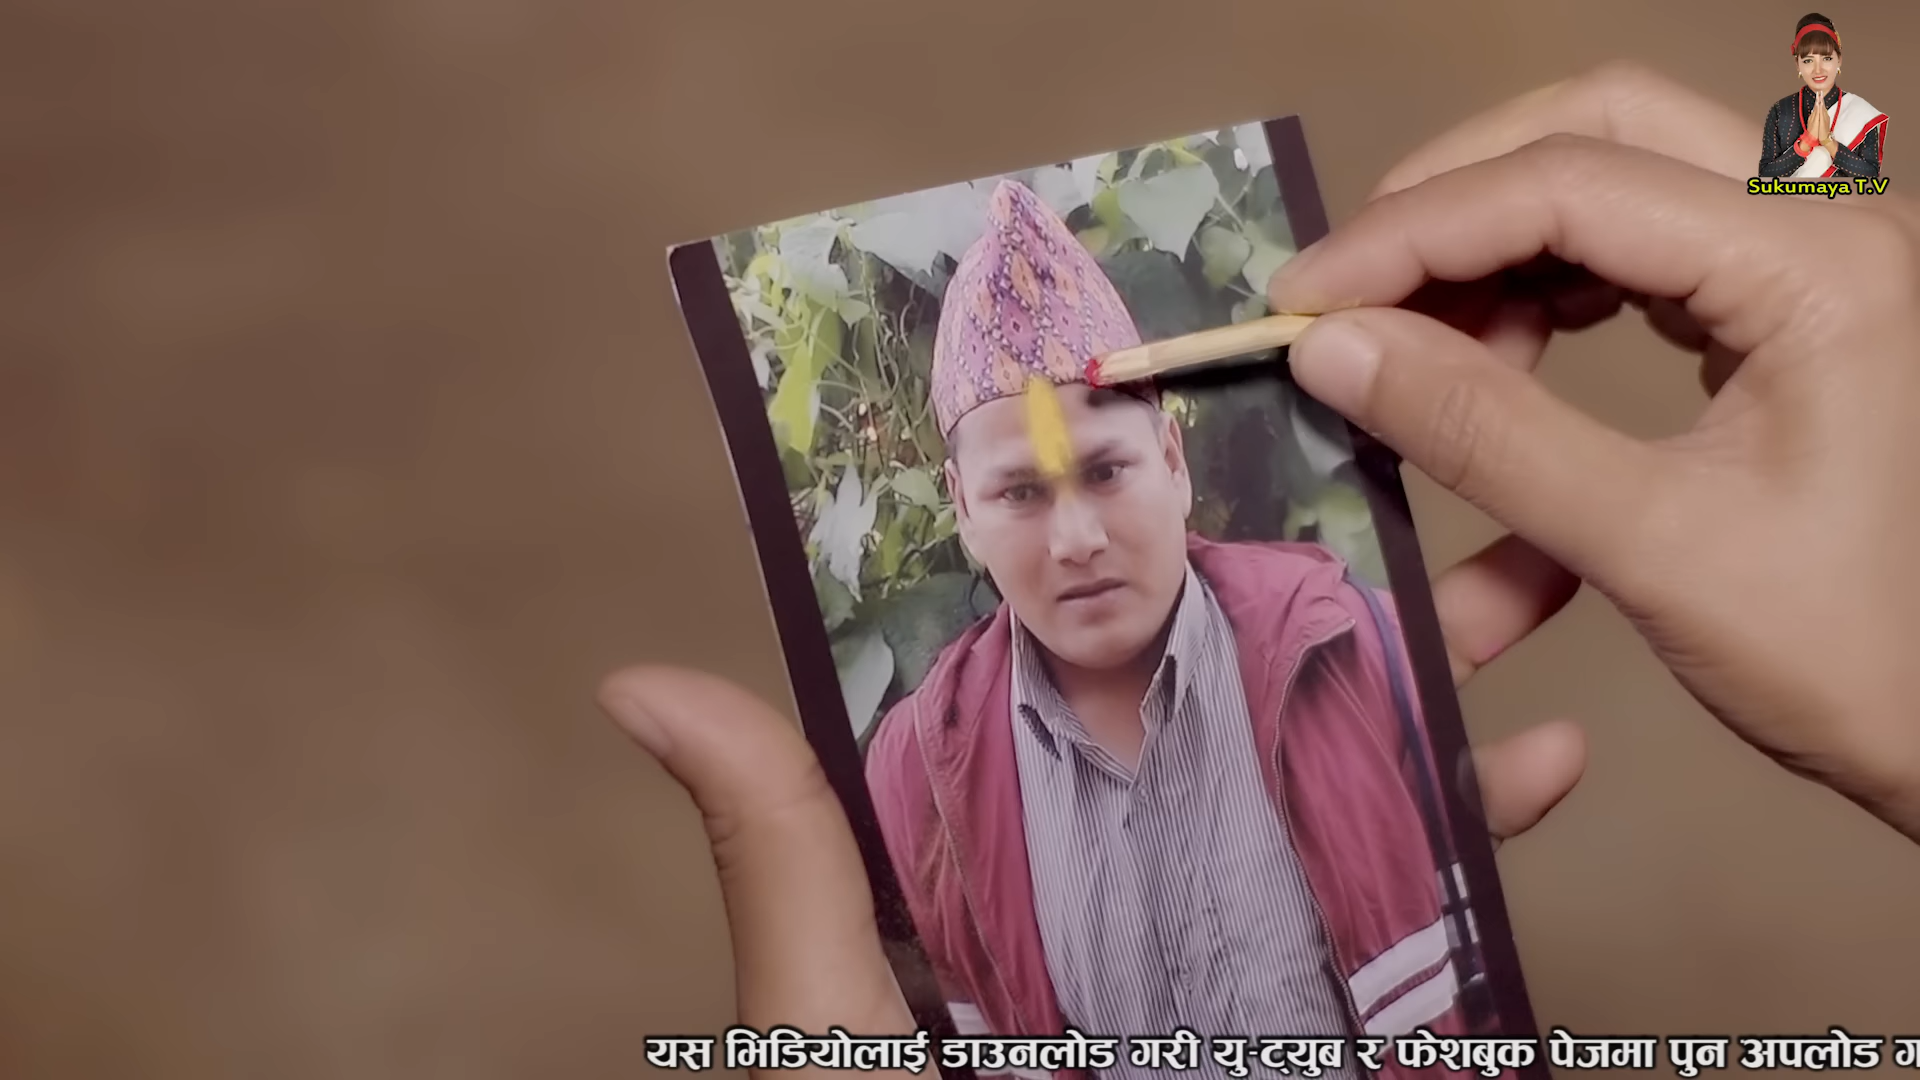 Sukumaya T.V
यस भिडियोलाई डाउनलोड गरी यु-ट्युब र फेशबुक पेजमा पुन अपलोड